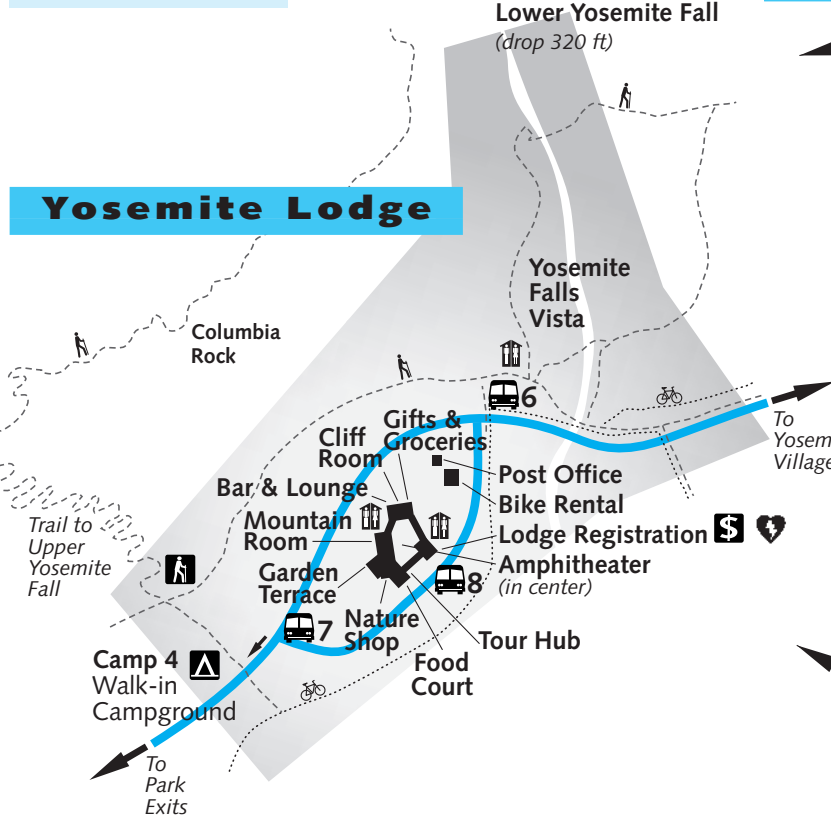 Lower Yosemite Fall
(drop 320 ft)
Yosemite Lodge
Yosemite
Falls
Vista
Columbia
Rock
6
To
Yosem
Village
Gifts &
Groceries
Cliff
Room
Bar & Lounge
Mountain
Room
Garden
Terrace
Nature
Shop
Food
Court
Tour Hub
Post Office
Bike Rental
Lodge Registration $
Amphitheater
(in center)
8
7
Trail to
Upper
Yosemite
Fall
Camp 4
Walk-in
Campground
To
Park
Exits